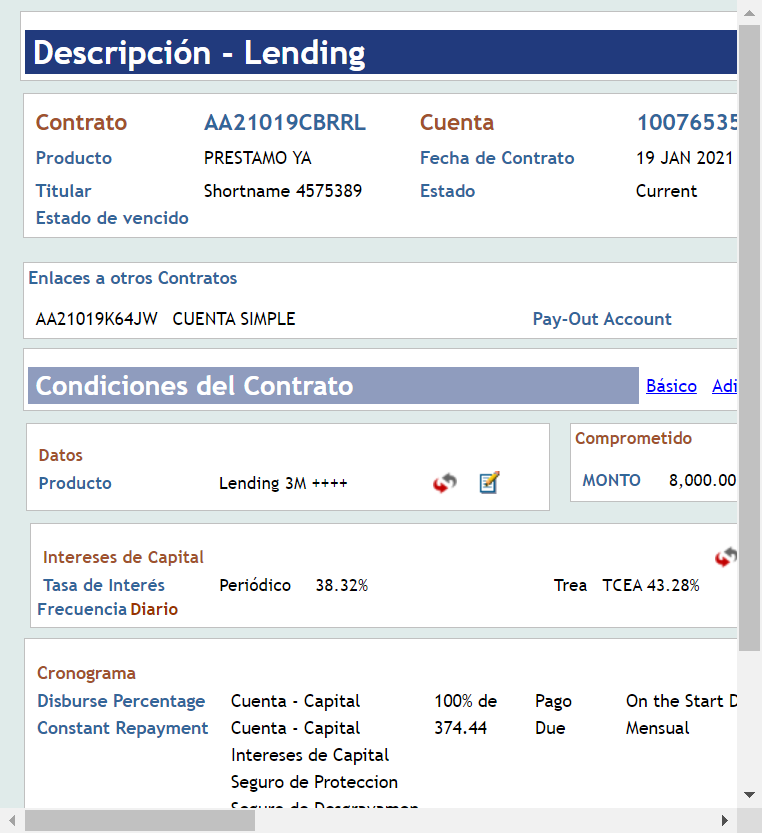 Descripción - Lending
Contrato AA21019CBRRL Cuenta 10076535
Producto PRESTAMO YA Fecha de Contrato 19 JAN 2021
Titular Shortname 4575389 Estado Current
Estado de vencido
Enlaces a otros Contratos
AA21019K64JW CUENTA SIMPLE Pay-Out Account
Condiciones del Contrato Básico Adi
Comprometido
Datos
Producto Lending 3M ++++ MONTO 8,000.00
Intereses de Capital
Tasa de Interés Periódico 38.32% Trea TCEA 43.28%
Frecuencia Diario
Cronograma
Disburse Percentage Cuenta - Capital 100% de Pago On the Start D
Constant Repayment Cuenta - Capital 374.44 Due Mensual
Intereses de Capital
Seguro de Proteccion
Seguro de Desgravamen